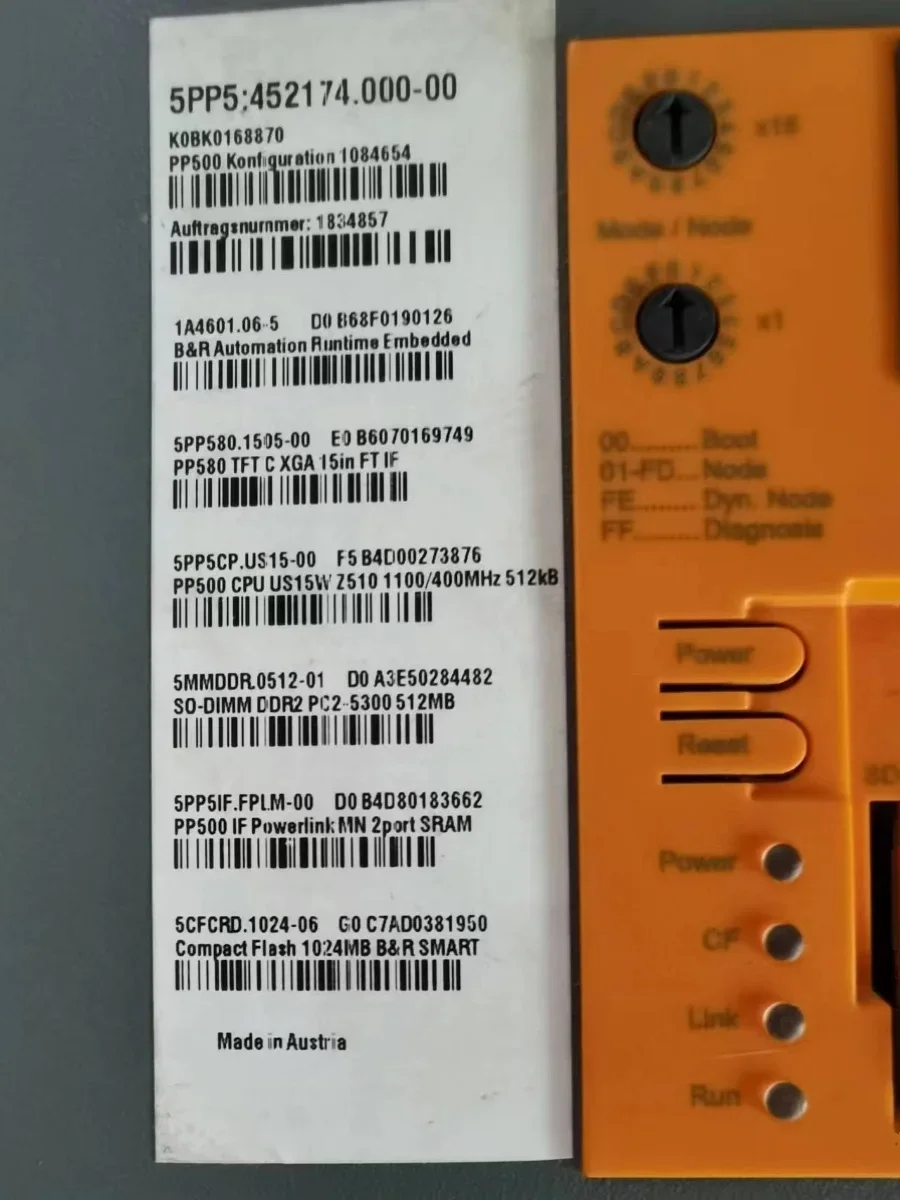 5PP5:452174.000-00
K0BK0168870
PP500 Konfiguration 1084654
Auftragsnummer: 1834857
1A4601.06-5 D0 B68F0190126
B&R Automation Runtime Embedded
5PP580.1505-00 E0 B6070169749
PP580 TFT C XGA 15in FT IF
5PP5CP.US15-00 F5 B4D00273876
PP500 CPU US15W Z510 1100/400MHz 512kB
5MMDDR.0512-01 D0 A3E50284482
SO-DIMM DDR2 PC2-5300 512MB
5PP5IF.FPLM-00 D0 B4D80183662
PP500 IF Powerlink MN 2port SRAM
5CFCRD.1024-06 G0 C7AD0381950
Compact Flash 1024MB B&R SMART
Made in Austria
x16
Mode / Node
x1
00......... Boot
01-FD... Node
FE........ Dyn. Node
FF........ Diagnosis
Power
Reset
Power
CF
Link
Run